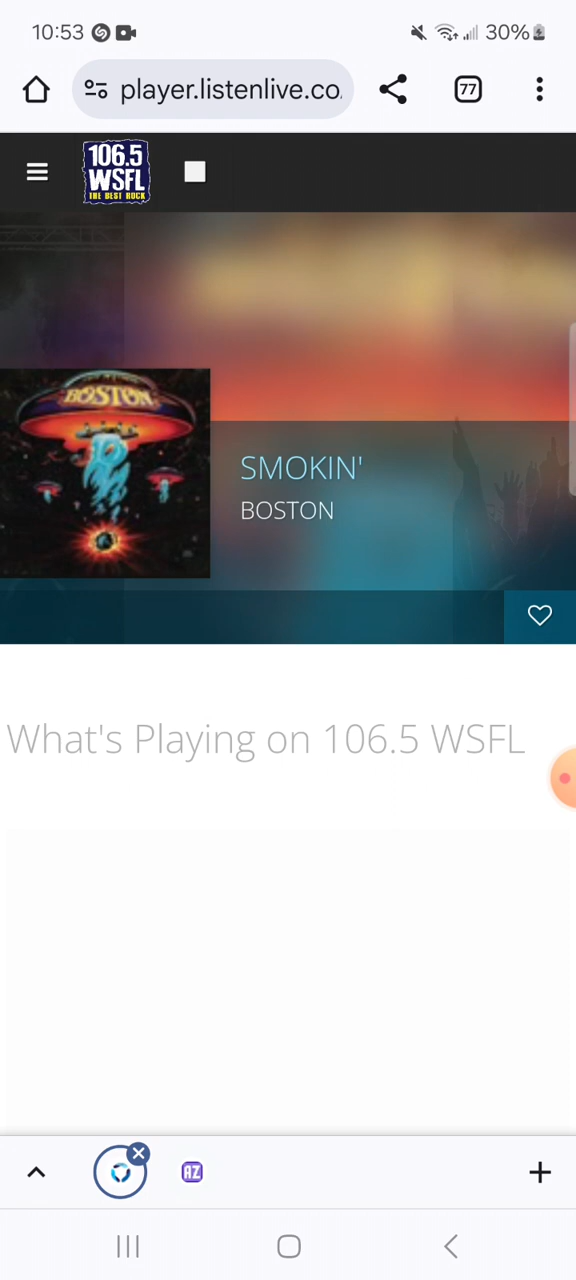 10:53
30%
player.listenlive.co
77
106.5
WSFL
THE BEST ROCK
BOSTON
SMOKIN'
BOSTON
What's Playing on 106.5 WSFL
AZ